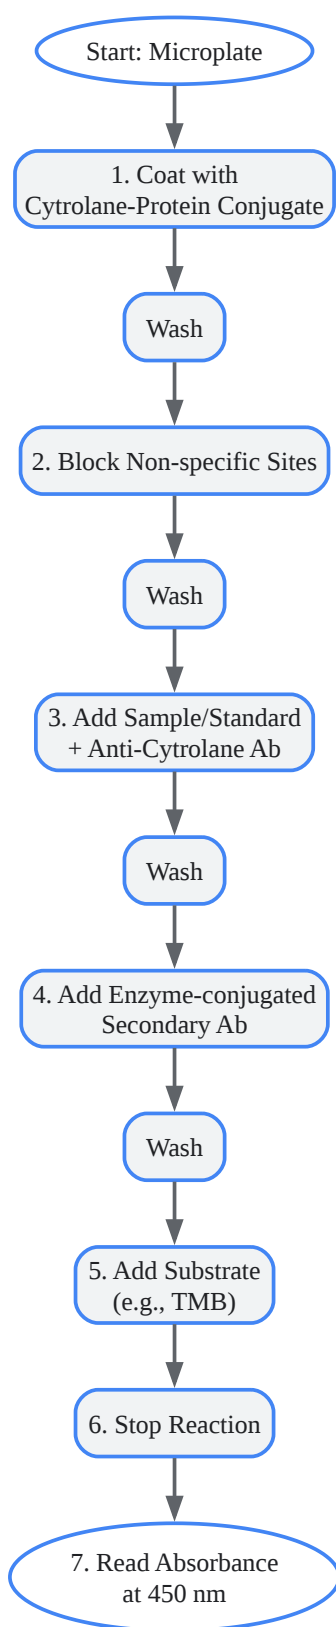 Start: Microplate
1. Coat with
Cytrolane-Protein Conjugate
Wash
2. Block Non-specific Sites
Wash
3. Add Sample/Standard
+ Anti-Cytrolane Ab
Wash
4. Add Enzyme-conjugated
Secondary Ab
Wash
5. Add Substrate
(e.g., TMB)
6. Stop Reaction
7. Read Absorbance
at 450 nm